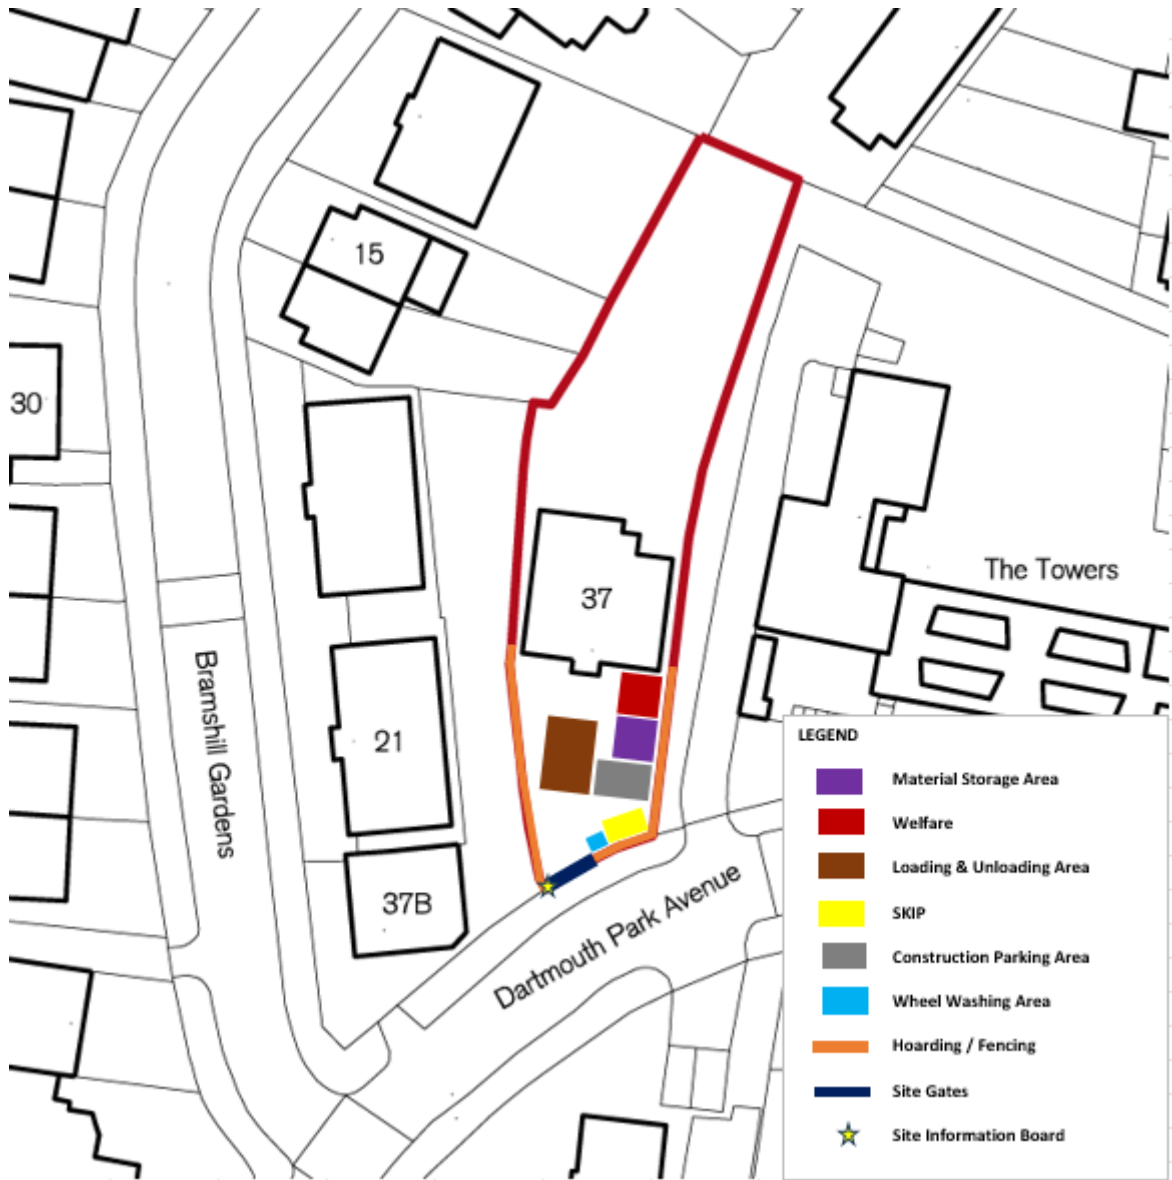 15
30
37
The Towers
Bramshill Gardens
21
37B
Dartmouth Park Avenue
LEGEND
Material Storage Area
Welfare
Loading & Unloading Area
SKIP
Construction Parking Area
Wheel Washing Area
Hoarding / Fencing
Site Gates
Site Information Board